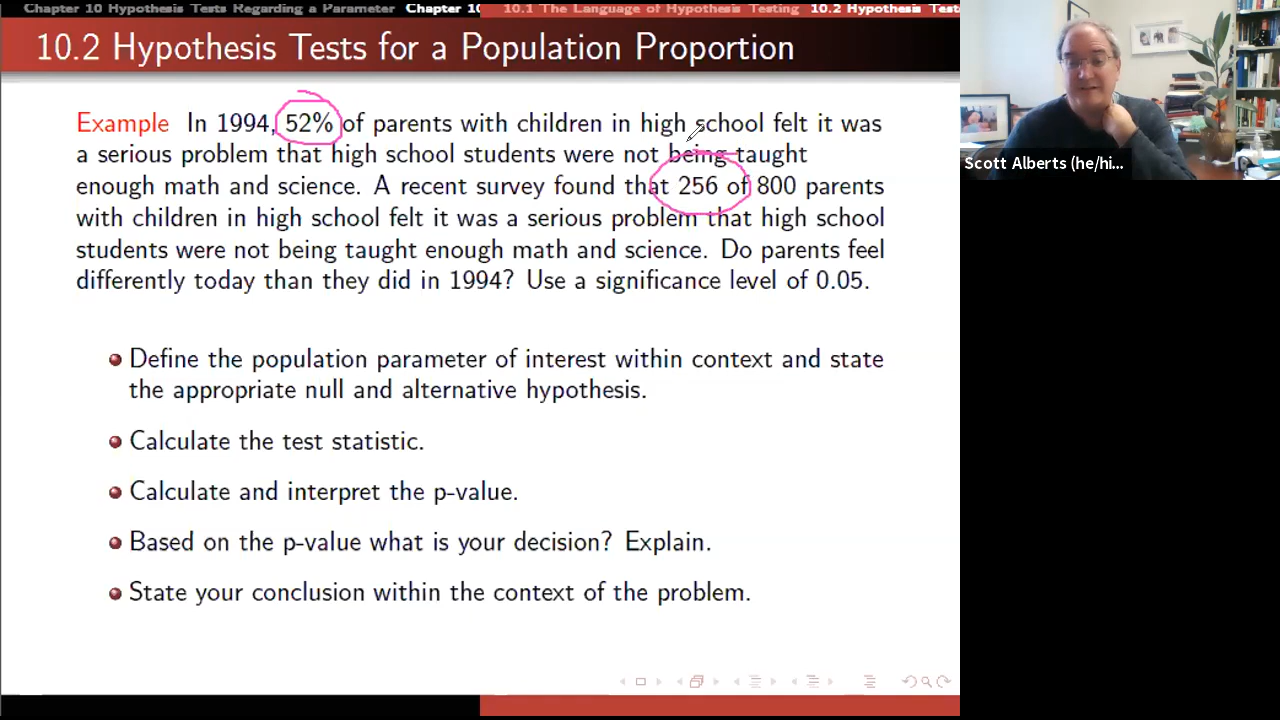 Chapter 10 Hypothesis Tests Regarding a Parameter Chapter 10 10.1 The Language of Hypothesis Testing 10.2 Hypothesis Test
10.2 Hypothesis Tests for a Population Proportion
Example In 1994, 52% of parents with children in high school felt it was
a serious problem that high school students were not being taught
enough math and science. A recent survey found that 256 of 800 parents
with children in high school felt it was a serious problem that high school
students were not being taught enough math and science. Do parents feel
differently today than they did in 1994? Use a significance level of 0.05.
Define the population parameter of interest within context and state
the appropriate null and alternative hypothesis.
Calculate the test statistic.
Calculate and interpret the p-value.
Based on the p-value what is your decision? Explain.
State your conclusion within the context of the problem.
Scott Alberts (he/hi...